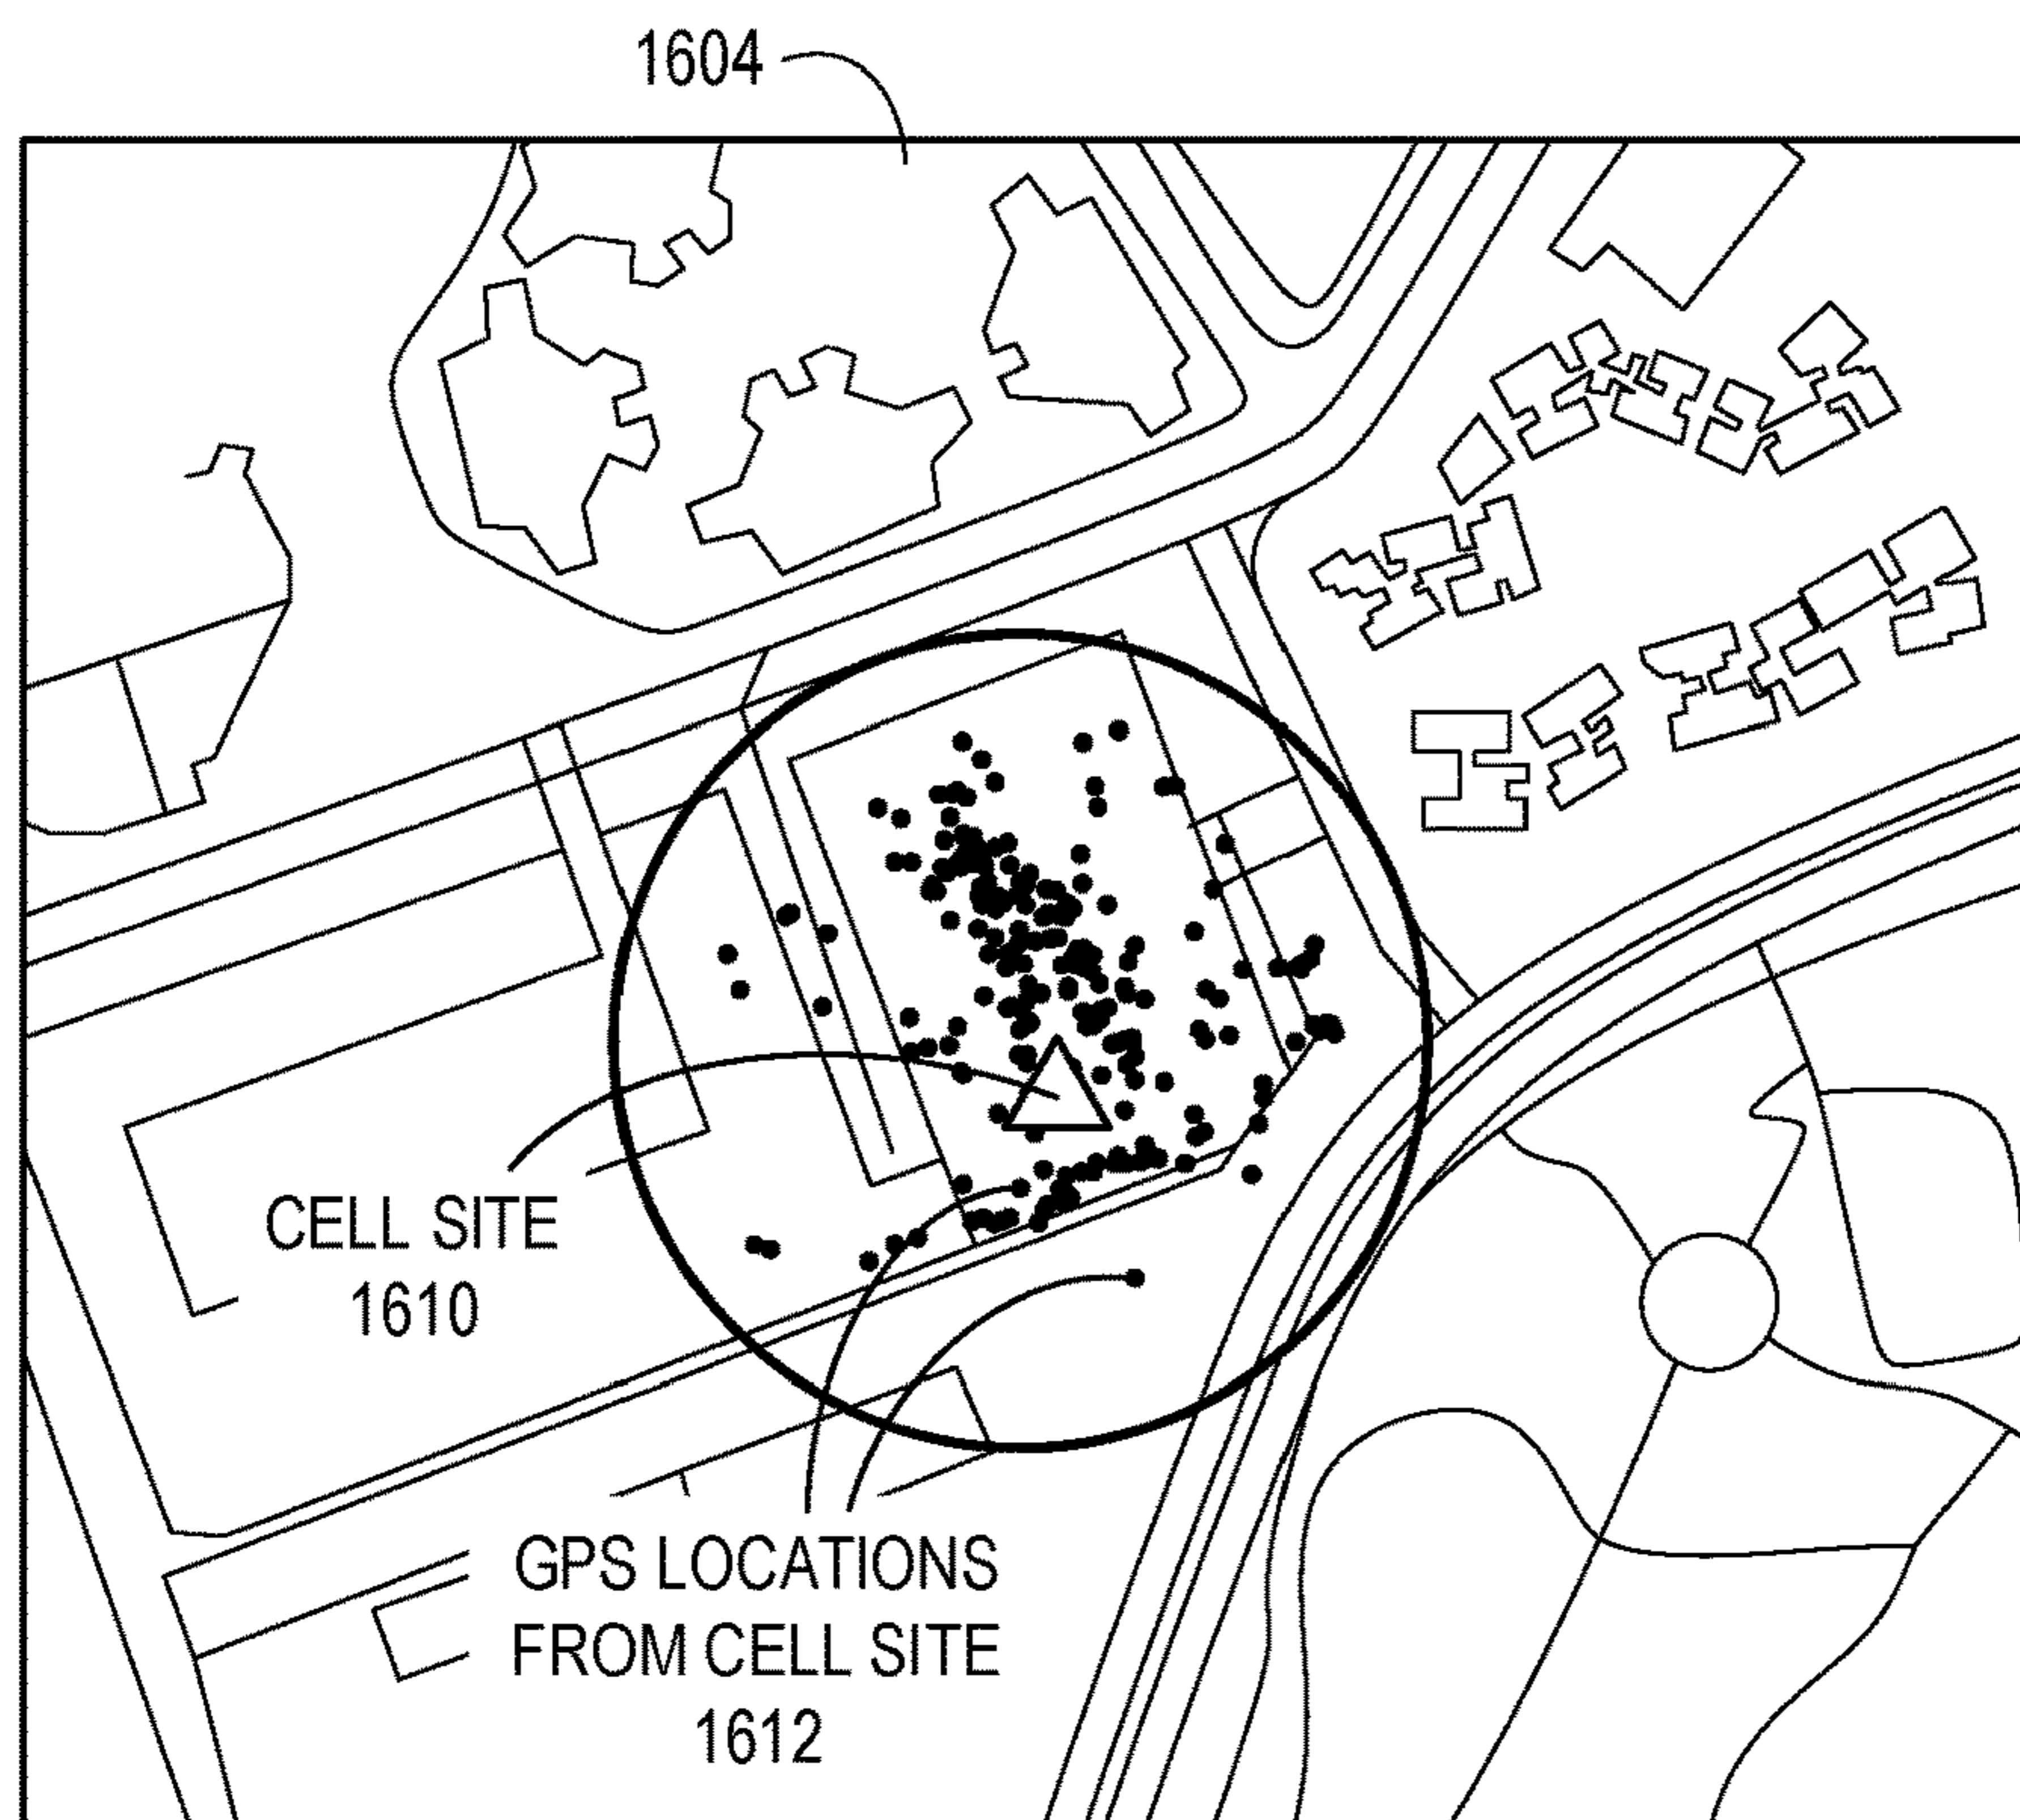 1604
CELL SITE
1610
GPS LOCATIONS
FROM CELL SITE
1612